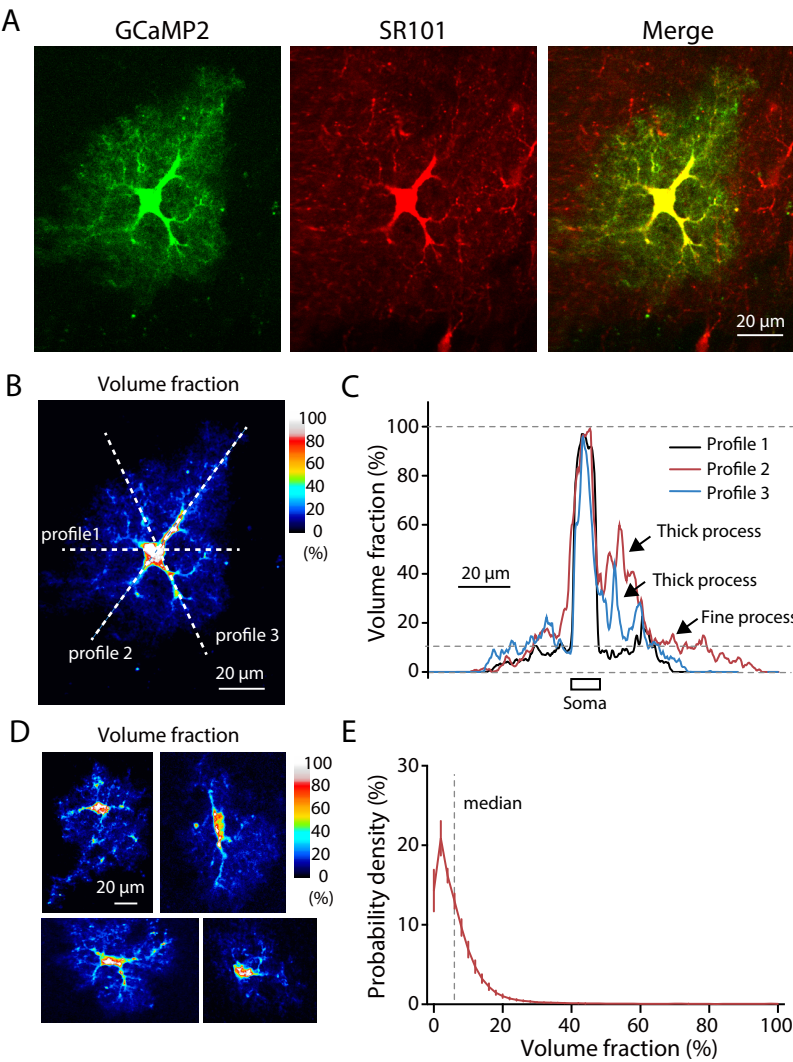 A
GCaMP2
SR101
Merge
20 µm
B
Volume fraction
100
80
60
40
20
0
(%)
profile1
profile 2
profile 3
20 µm
C
Volume fraction (%)
100
80
60
40
20
10
0
Profile 1
Profile 2
Profile 3
20 µm
Thick process
Thick process
Fine process
Soma
D
Volume fraction
100
80
60
40
20
0
(%)
20 µm
E
Probability density (%)
30
20
10
0
median
0
20
40
60
80
100
Volume fraction (%)